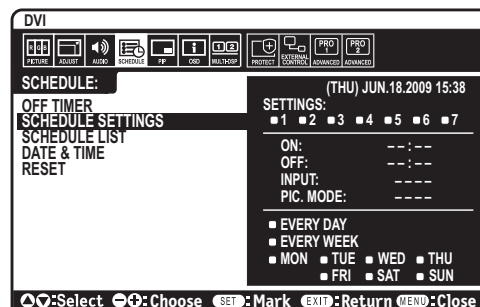 DVI
RGB
PICTURE ADJUST AUDIO SCHEDULE PIP OSD MULTI-DSP PROTECT EXTERNAL CONTROL PRO 1 ADVANCED PRO 2 ADVANCED
SCHEDULE:
OFF TIMER
SCHEDULE SETTINGS
SCHEDULE LIST
DATE & TIME
RESET
(THU) JUN.18.2009 15:38
SETTINGS:
1 2 3 4 5 6 7
ON: --:--
OFF: --:--
INPUT: ----
PIC. MODE: ----
EVERY DAY
EVERY WEEK
MON TUE WED THU
FRI SAT SUN
:Select :Choose SET:Mark EXIT:Return MENU:Close